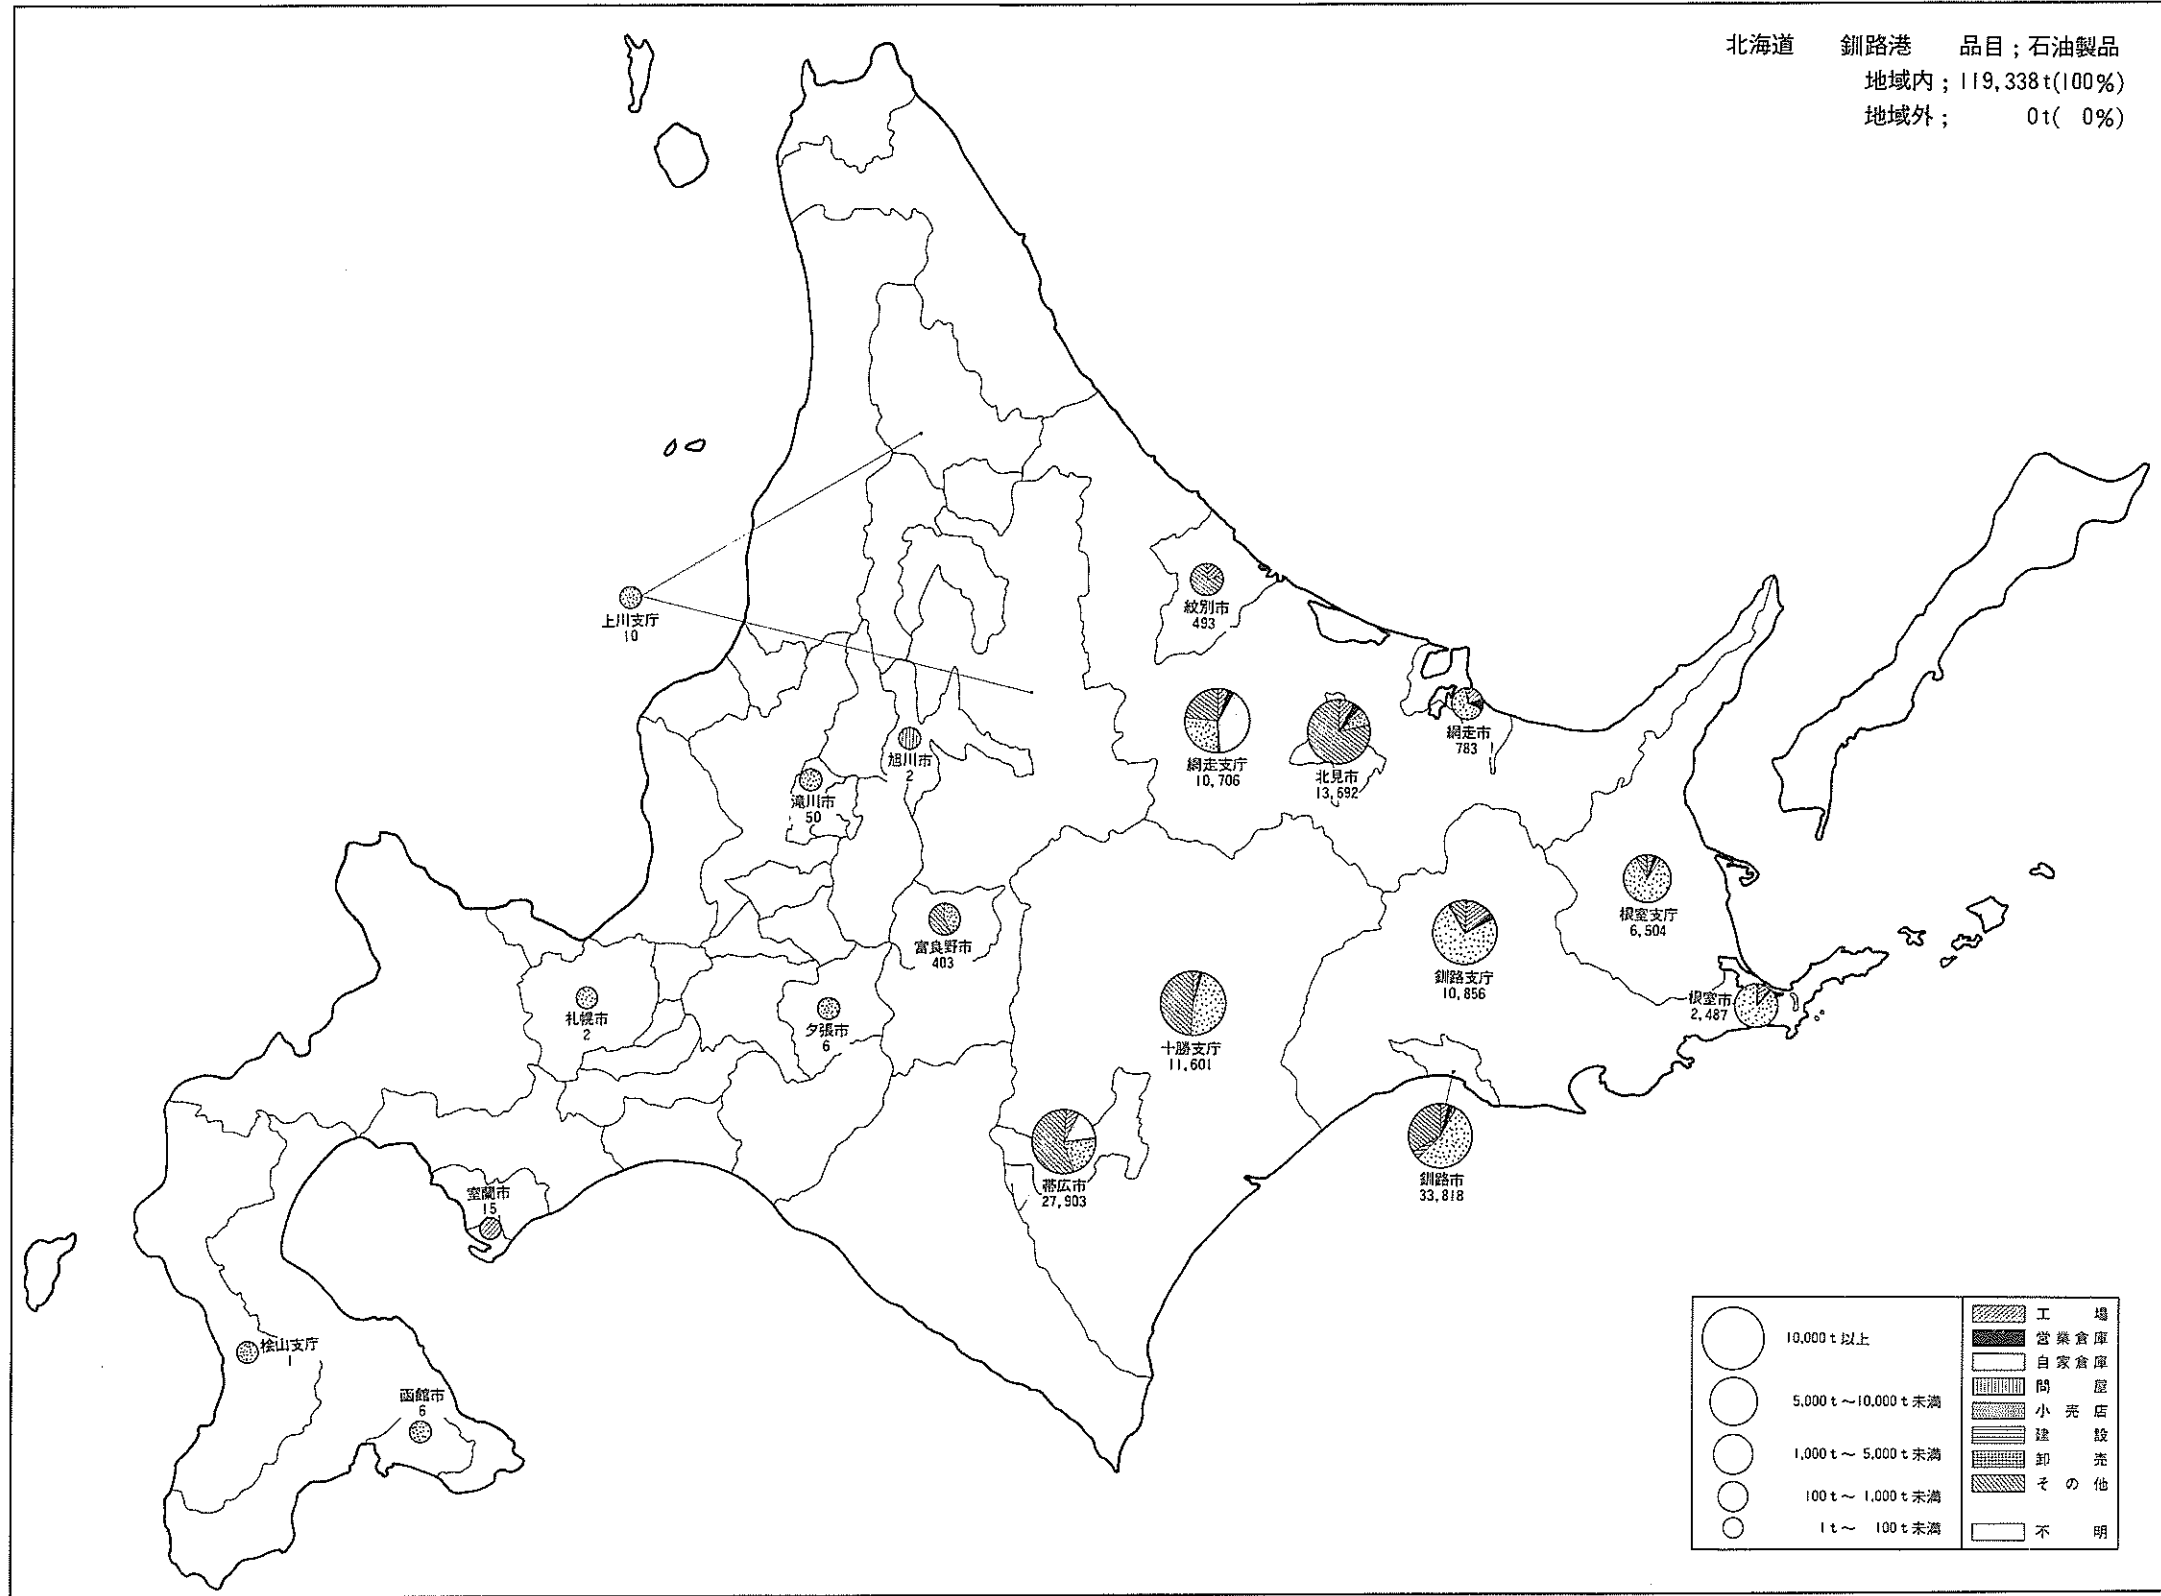 北海道 釧路港 品目；石油製品
地域内；119,338t(100%)
地域外； 0t( 0%)
上川支庁
10
紋別市
493
網走支庁
10,706
北見市
13,692
網走市
783
旭川市
2
滝川市
50
根室支庁
6,504
富良野市
403
釧路支庁
10,856
根室市
2,487
札幌市
2
夕張市
6
十勝支庁
11,601
帯広市
27,903
釧路市
33,818
室蘭市
15
桧山支庁
1
函館市
6
10,000t以上
5,000t～10,000t未満
1,000t～5,000t未満
100t～1,000t未満
1t～ 100t未満
工場
営業倉庫
自家倉庫
問屋
小売店
建設
卸売
その他
不明